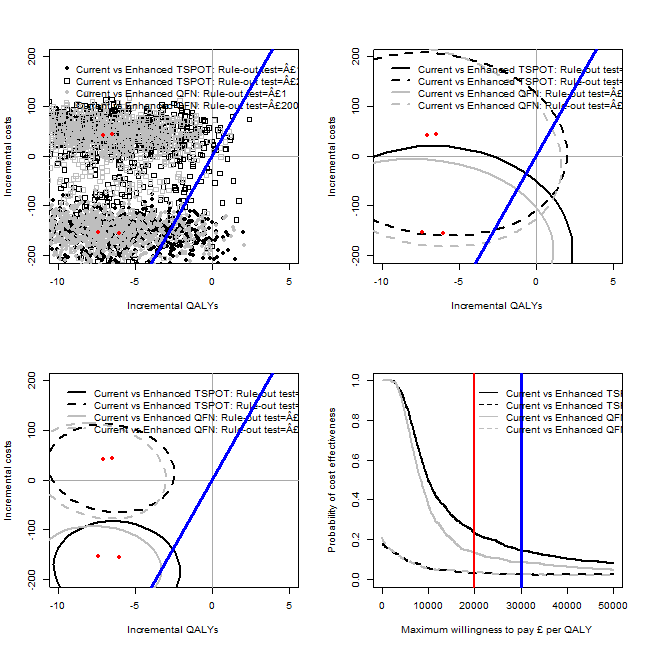 200
100
0
-100
-200
Incremental costs
Current vs Enhanced TSPOT: Rule-out test=Â£
Current vs Enhanced TSPOT: Rule-out test=Â£
Current vs Enhanced QFN: Rule-out test=Â£1
Current vs Enhanced QFN: Rule-out test=Â£200
-10
-5
0
5
Incremental QALYs
200
100
0
-100
-200
Incremental costs
Current vs Enhanced TSPOT: Rule-out test=Â£
Current vs Enhanced TSPOT: Rule-out test=Â£
Current vs Enhanced QFN: Rule-out test=Â£
Current vs Enhanced QFN: Rule-out test=Â£
-10
-5
0
5
Incremental QALYs
200
100
0
-100
-200
Incremental costs
Current vs Enhanced TSPOT: Rule-out test=
Current vs Enhanced TSPOT: Rule-out test=
Current vs Enhanced QFN: Rule-out test=Â£
Current vs Enhanced QFN: Rule-out test=Â£
-10
-5
0
5
Incremental QALYs
1.0
0.8
0.6
0.4
0.2
0.0
Probability of cost effectiveness
Current vs Enhanced TSP
Current vs Enhanced TSP
Current vs Enhanced QFN
Current vs Enhanced QFN
0
10000
20000
30000
40000
50000
Maximum willingness to pay £ per QALY